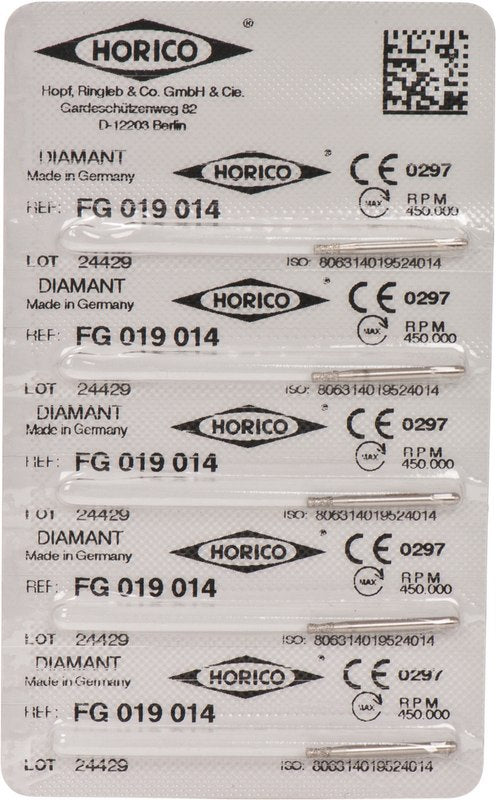 HORICO ®
Hopf, Ringleb & Co. GmbH & Cie.
Gardeschützenweg 82
D-12203 Berlin
DIAMANT HORICO ® CE 0297
Made in Germany
REF: FG 019 014 MAX RPM 450.000
LOT 24429 ISO: 806314019524014
DIAMANT HORICO ® CE 0297
Made in Germany
REF: FG 019 014 MAX RPM 450.000
LOT 24429 ISO: 806314019524014
DIAMANT HORICO ® CE 0297
Made in Germany
REF: FG 019 014 MAX RPM 450.000
LOT 24429 ISO: 806314019524014
DIAMANT HORICO ® CE 0297
Made in Germany
REF: FG 019 014 MAX RPM 450.000
LOT 24429 ISO: 806314019524014
DIAMANT HORICO ® CE 0297
Made in Germany
REF: FG 019 014 MAX RPM 450.000
LOT 24429 ISO: 806314019524014